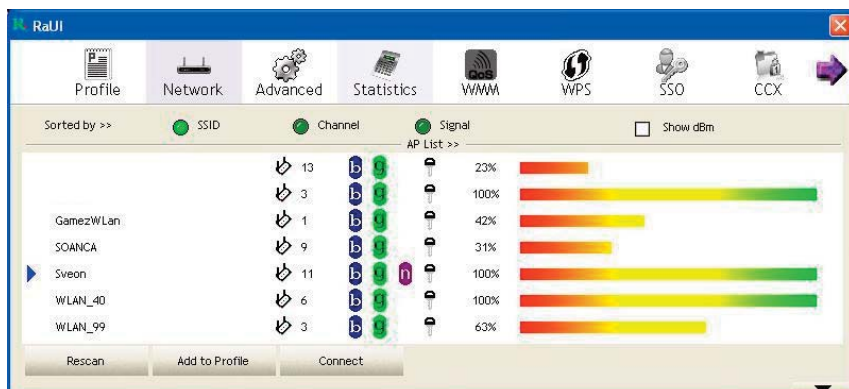 RaUI
Profile Network Advanced Statistics QoS WMM WPS SSO CCX
Sorted by >> SSID Channel Signal Show dBm
AP List >>
13 b g 23%
3 b g 100%
GamezWLan 1 b g 42%
SOANCA 9 b g 31%
Sveon 11 b g n 100%
WLAN_40 6 b g 100%
WLAN_99 3 b g 63%
Rescan Add to Profile Connect